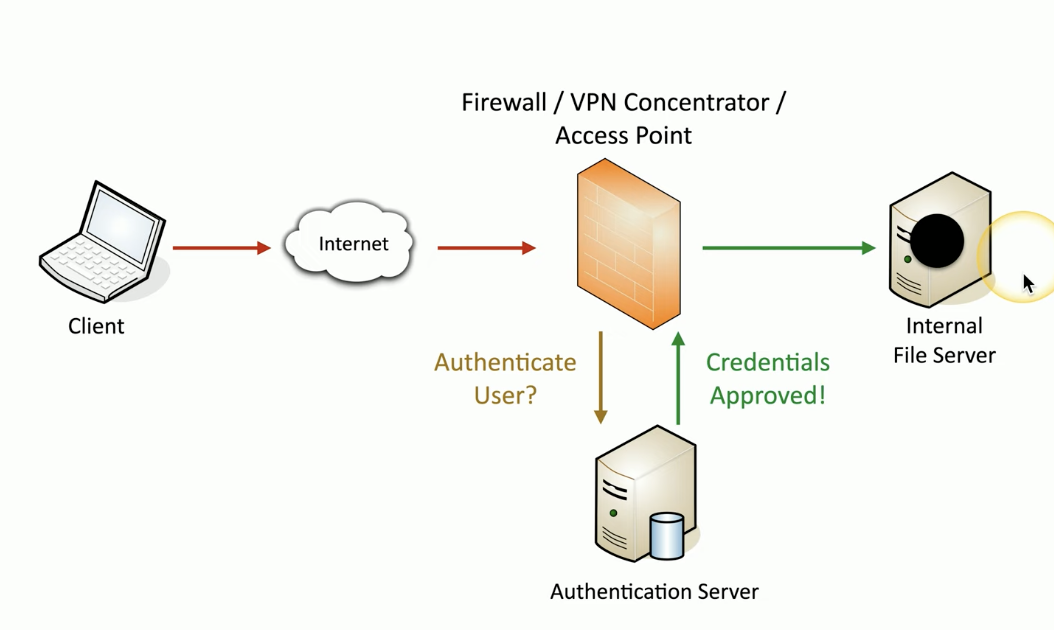 Firewall / VPN Concentrator /
Access Point
Internet
Client
Internal
File Server
Authenticate
User?
Credentials
Approved!
Authentication Server